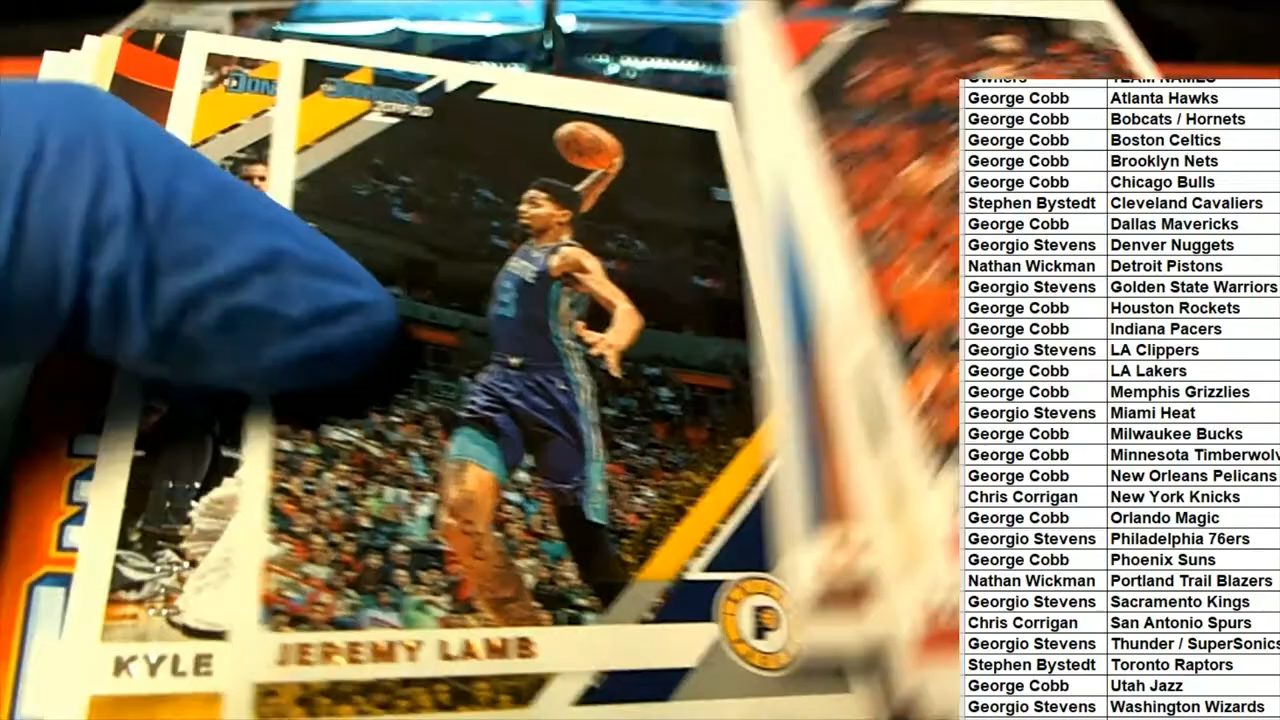 DONRUSS
2019-20
KYLE
JEREMY LAMB
Owners TEAM NAMES
George Cobb Atlanta Hawks
George Cobb Bobcats / Hornets
George Cobb Boston Celtics
George Cobb Brooklyn Nets
George Cobb Chicago Bulls
Stephen Bystedt Cleveland Cavaliers
George Cobb Dallas Mavericks
Georgio Stevens Denver Nuggets
Nathan Wickman Detroit Pistons
Georgio Stevens Golden State Warriors
George Cobb Houston Rockets
George Cobb Indiana Pacers
Georgio Stevens LA Clippers
George Cobb LA Lakers
George Cobb Memphis Grizzlies
Georgio Stevens Miami Heat
George Cobb Milwaukee Bucks
George Cobb Minnesota Timberwolv
George Cobb New Orleans Pelicans
Chris Corrigan New York Knicks
George Cobb Orlando Magic
Georgio Stevens Philadelphia 76ers
George Cobb Phoenix Suns
Nathan Wickman Portland Trail Blazers
Georgio Stevens Sacramento Kings
Chris Corrigan San Antonio Spurs
Georgio Stevens Thunder / SuperSonics
Stephen Bystedt Toronto Raptors
George Cobb Utah Jazz
Georgio Stevens Washington Wizards